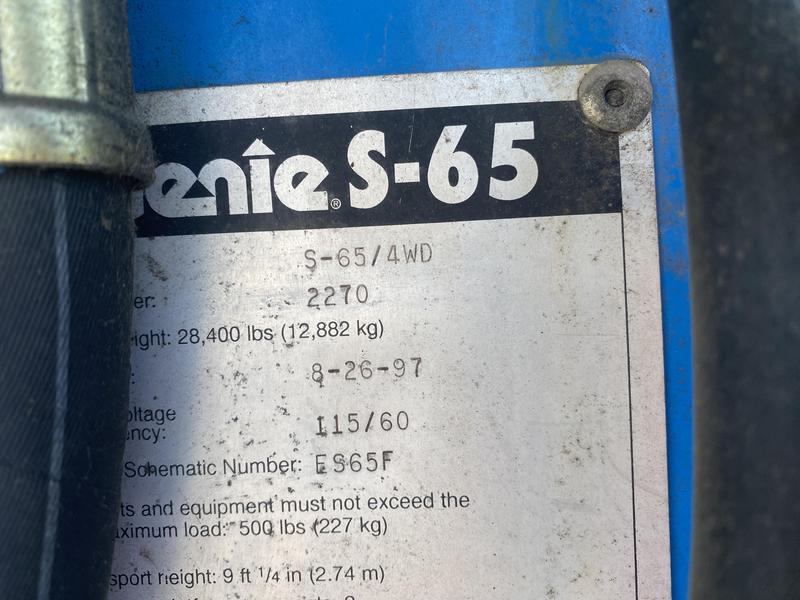 enie® S-65
S-65/4WD
er: 2270
ight: 28,400 lbs (12,882 kg)
: 8-26-97
oltage
ency: 115/60
Schematic Number: ES65F
ts and equipment must not exceed the
aximum load: 500 lbs (227 kg)
sport height: 9 ft 1/4 in (2.74 m)